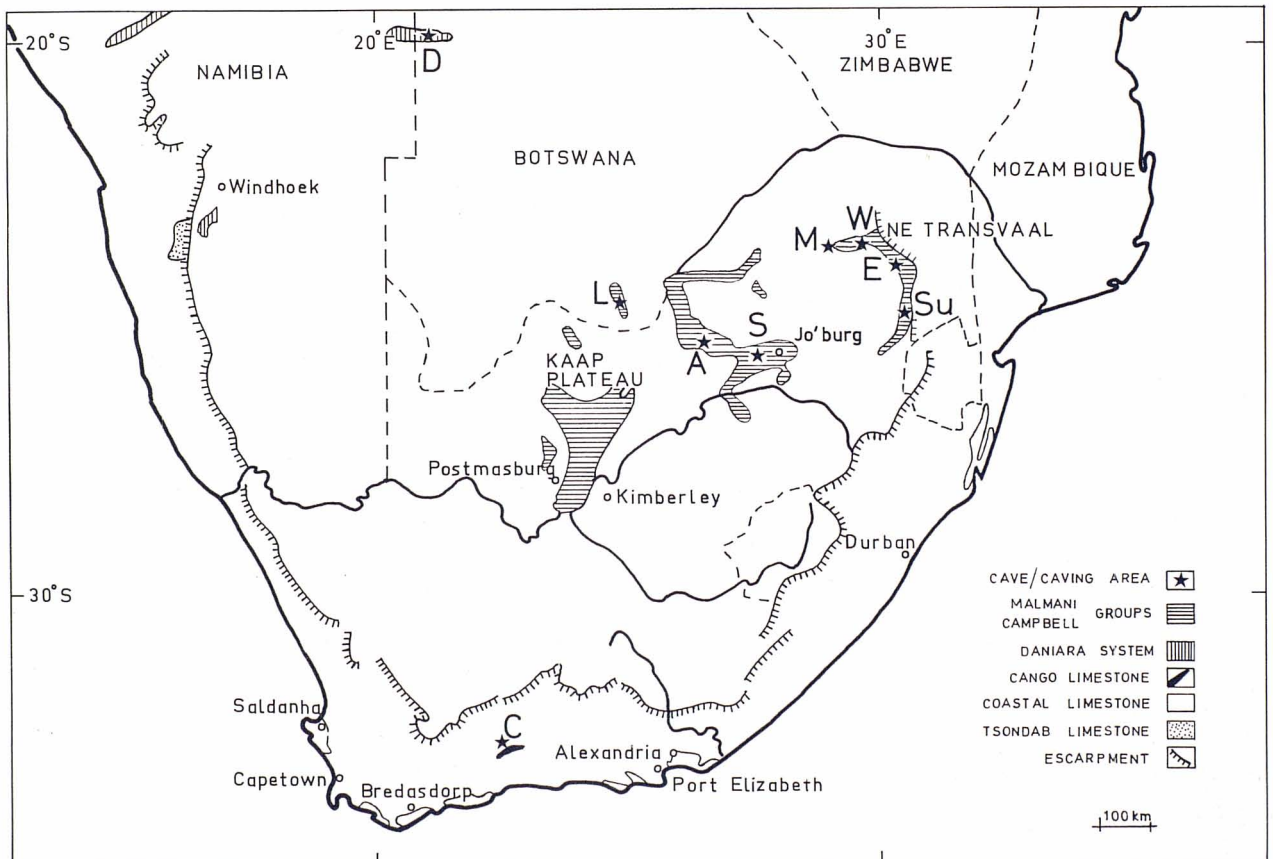 20°S
20°E
30°E
NAMIBIA
D
ZIMBABWE
BOTSWANA
MOZAMBIQUE
Windhoek
W
NE TRANSVAAL
M
E
L
S
Su
Jo'burg
A
KAAP
PLATEAU
Postmasburg
Kimberley
Durban
30°S
CAVE/CAVING AREA
MALMANI
CAMPBELL GROUPS
DANIARA SYSTEM
CANGO LIMESTONE
COASTAL LIMESTONE
TSONDAB LIMESTONE
ESCARPMENT
Saldanha
C
Alexandria
Capetown
Bredasdorp
Port Elizabeth
100km